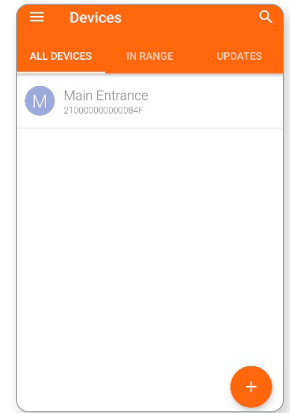 Devices
ALL DEVICES IN RANGE UPDATES
M
Main Entrance
210000000000084F
+